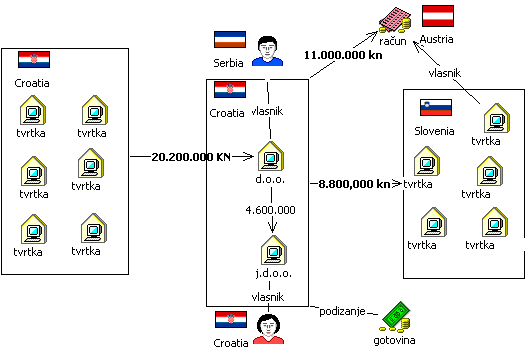 Croatia
tvrtka
tvrtka
tvrtka
tvrtka
tvrtka
tvrtka
20.200.000 KN
Serbia
Croatia
vlasnik
d.o.o.
4.600.000
j.d.o.o.
vlasnik
Croatia
11.000.000 kn
račun
Austria
vlasnik
8.800,000 kn
Slovenia
tvrtka
tvrtka
tvrtka
tvrtka
tvrtka
podizanje
gotovina